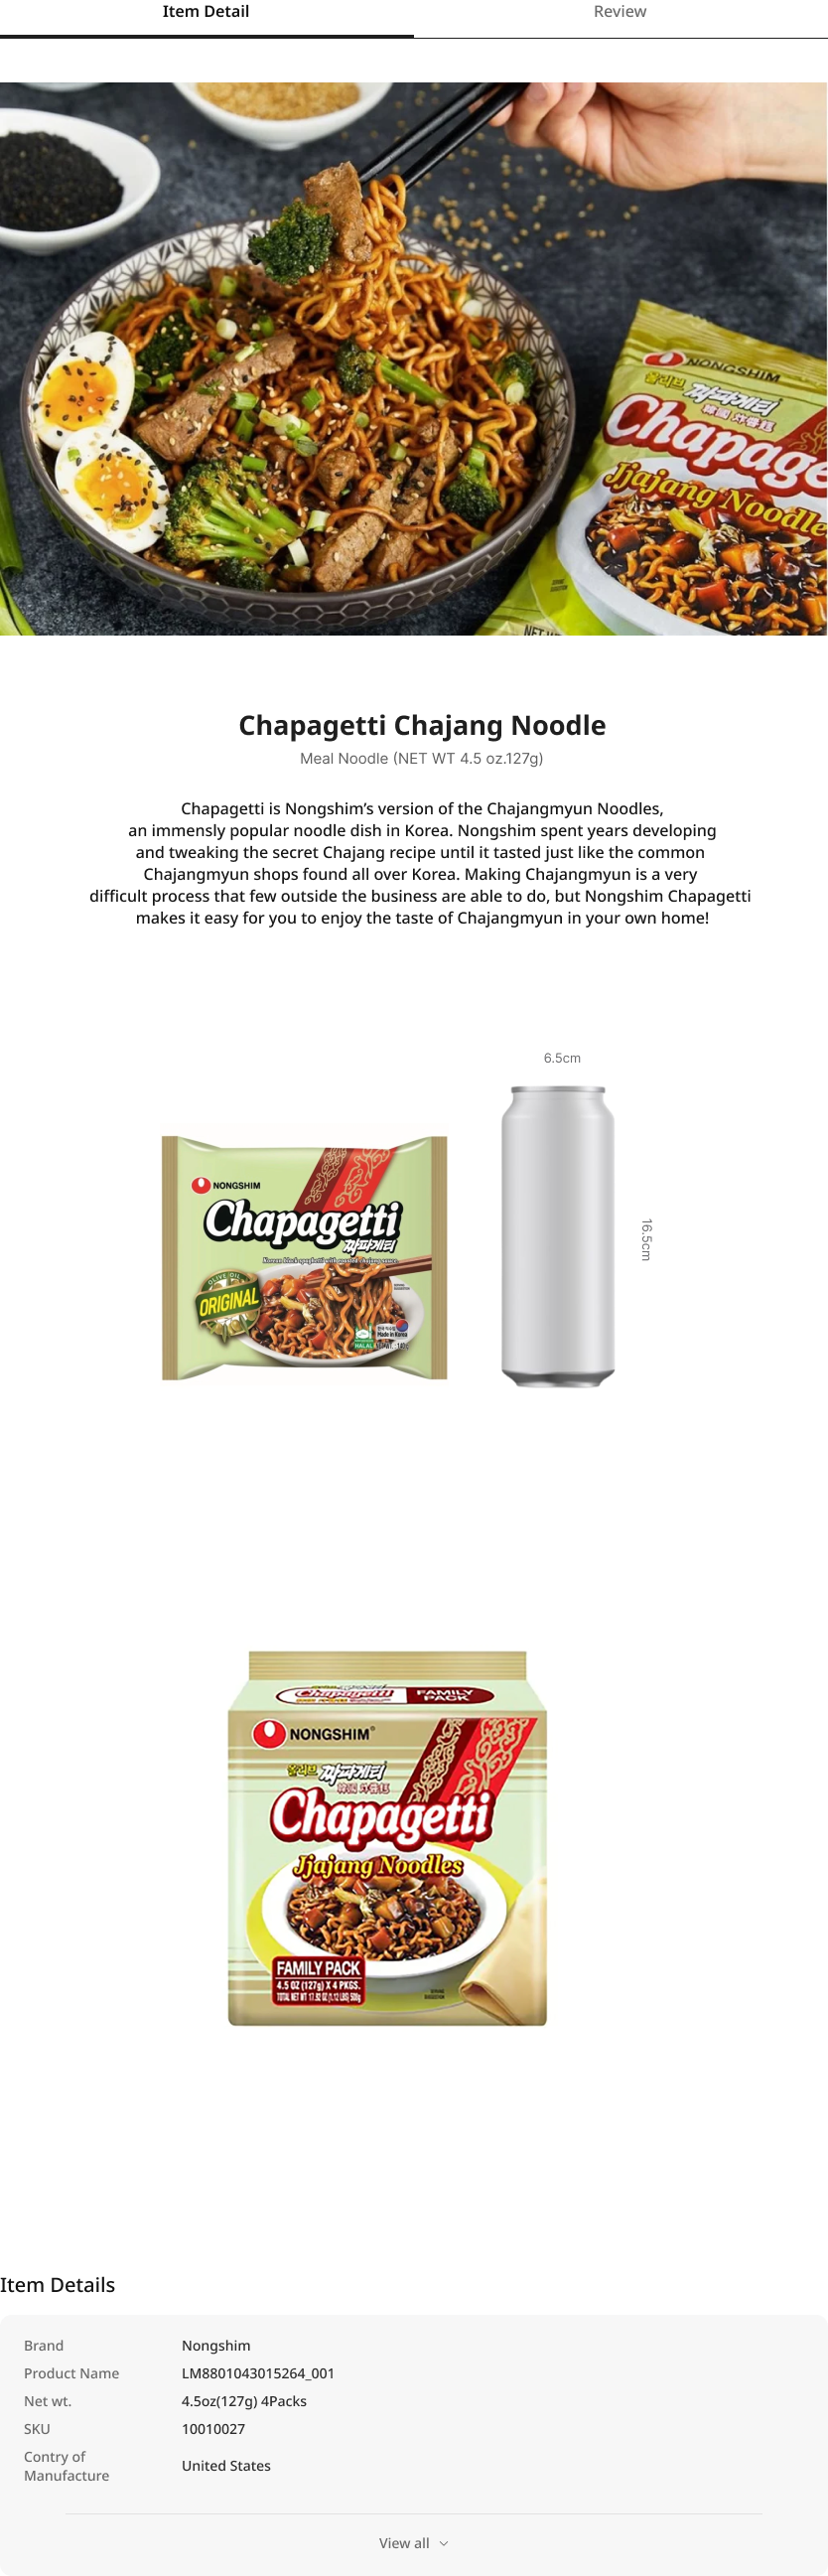 Item Detail
Review
NONGSHIM
올리브 짜파게티
Chapage
Jjajang Noodle
Chapagetti Chajang Noodle
Meal Noodle (NET WT 4.5 oz.127g)
Chapagetti is Nongshim’s version of the Chajangmyun Noodles,
an immensly popular noodle dish in Korea. Nongshim spent years developing
and tweaking the secret Chajang recipe until it tasted just like the common
Chajangmyun shops found all over Korea. Making Chajangmyun is a very
difficult process that few outside the business are able to do, but Nongshim Chapagetti
makes it easy for you to enjoy the taste of Chajangmyun in your own home!
6.5cm
16.5cm
NONGSHIM
Chapagetti
짜파게티
OLIVE OIL
ORIGINAL
Made in Korea
HALAL
Chapagetti
FAMILY
PACK
NONGSHIM®
올리브 짜파게티
Chapagetti
Jjajang Noodles
FAMILY PACK
4.5 OZ (127g) X 4 PKGS.
Item Details
Brand
Nongshim
Product Name
LM8801043015264_001
Net wt.
4.5oz(127g) 4Packs
SKU
10010027
Contry of
Manufacture
United States
View all